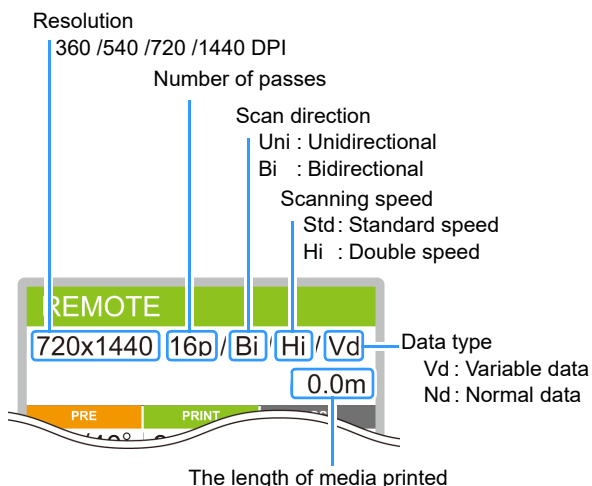 Resolution
360 /540 /720 /1440 DPI
Number of passes
Scan direction
Uni : Unidirectional
Bi : Bidirectional
Scanning speed
Std : Standard speed
Hi : Double speed
REMOTE
720x1440 16p / Bi / Hi / Vd
Data type
Vd : Variable data
Nd : Normal data
0.0m
PRE PRINT
The length of media printed